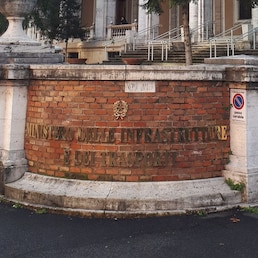 MINISTERO DELLE INFRASTRUTTURE
E DEI TRASPORTI